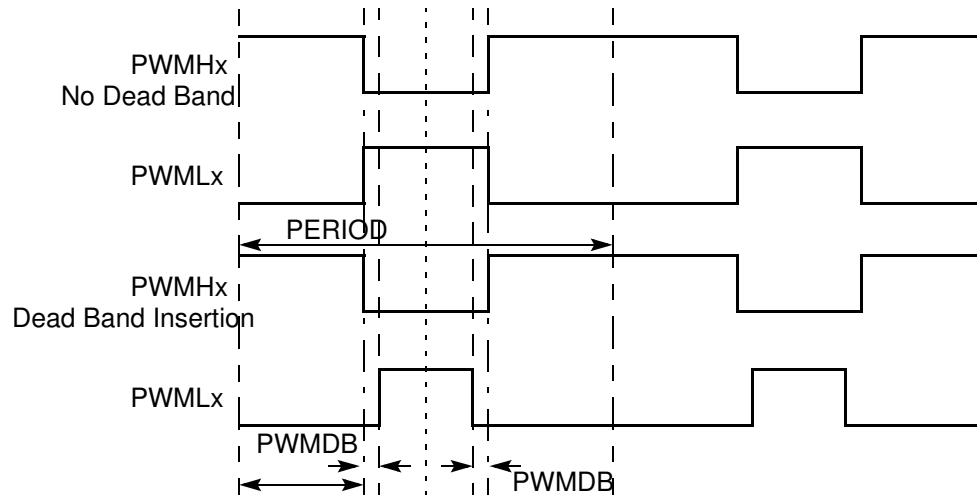 PWMHx
No Dead Band
PWMLx
PERIOD
PWMHx
Dead Band Insertion
PWMLx
PWMDB
PWMDB